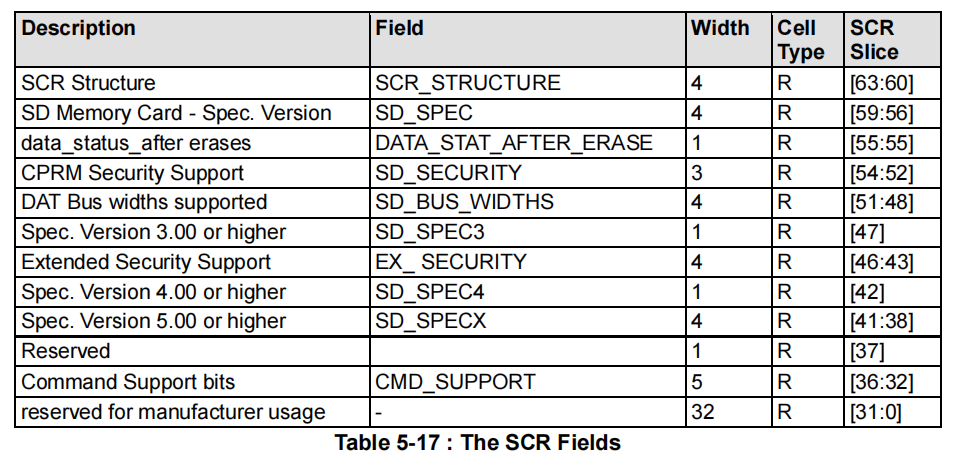 Description Field Width Cell Type SCR Slice
SCR Structure SCR_STRUCTURE 4 R [63:60]
SD Memory Card - Spec. Version SD_SPEC 4 R [59:56]
data_status_after erases DATA_STAT_AFTER_ERASE 1 R [55:55]
CPRM Security Support SD_SECURITY 3 R [54:52]
DAT Bus widths supported SD_BUS_WIDTHS 4 R [51:48]
Spec. Version 3.00 or higher SD_SPEC3 1 R [47]
Extended Security Support EX_ SECURITY 4 R [46:43]
Spec. Version 4.00 or higher SD_SPEC4 1 R [42]
Spec. Version 5.00 or higher SD_SPECX 4 R [41:38]
Reserved 1 R [37]
Command Support bits CMD_SUPPORT 5 R [36:32]
reserved for manufacturer usage - 32 R [31:0]
Table 5-17 : The SCR Fields